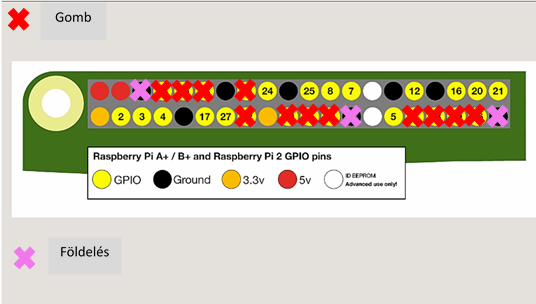 Gomb
24 25 8 7 12 16 20 21
2 3 4 17 27 5
Raspberry Pi A+ / B+ and Raspberry Pi 2 GPIO pins
GPIO Ground 3.3v 5v ID EEPROM
Advanced use only!
Földelés